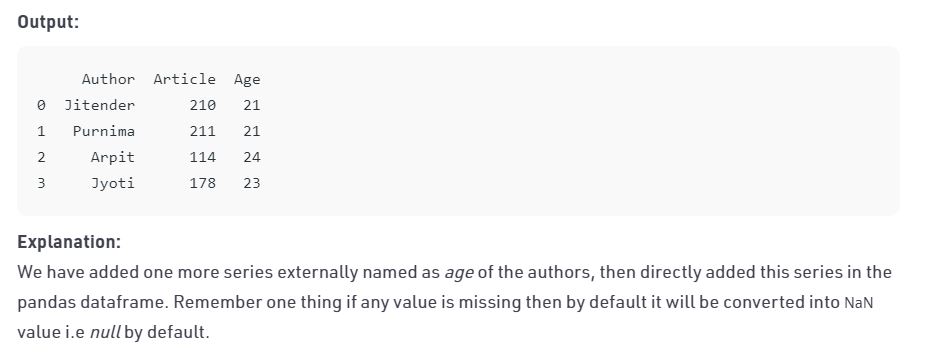 Output:
Author Article Age
0 Jitender 210 21
1 Purnima 211 21
2 Arpit 114 24
3 Jyoti 178 23
Explanation:
We have added one more series externally named as age of the authors, then directly added this series in the
pandas dataframe. Remember one thing if any value is missing then by default it will be converted into NaN
value i.e null by default.